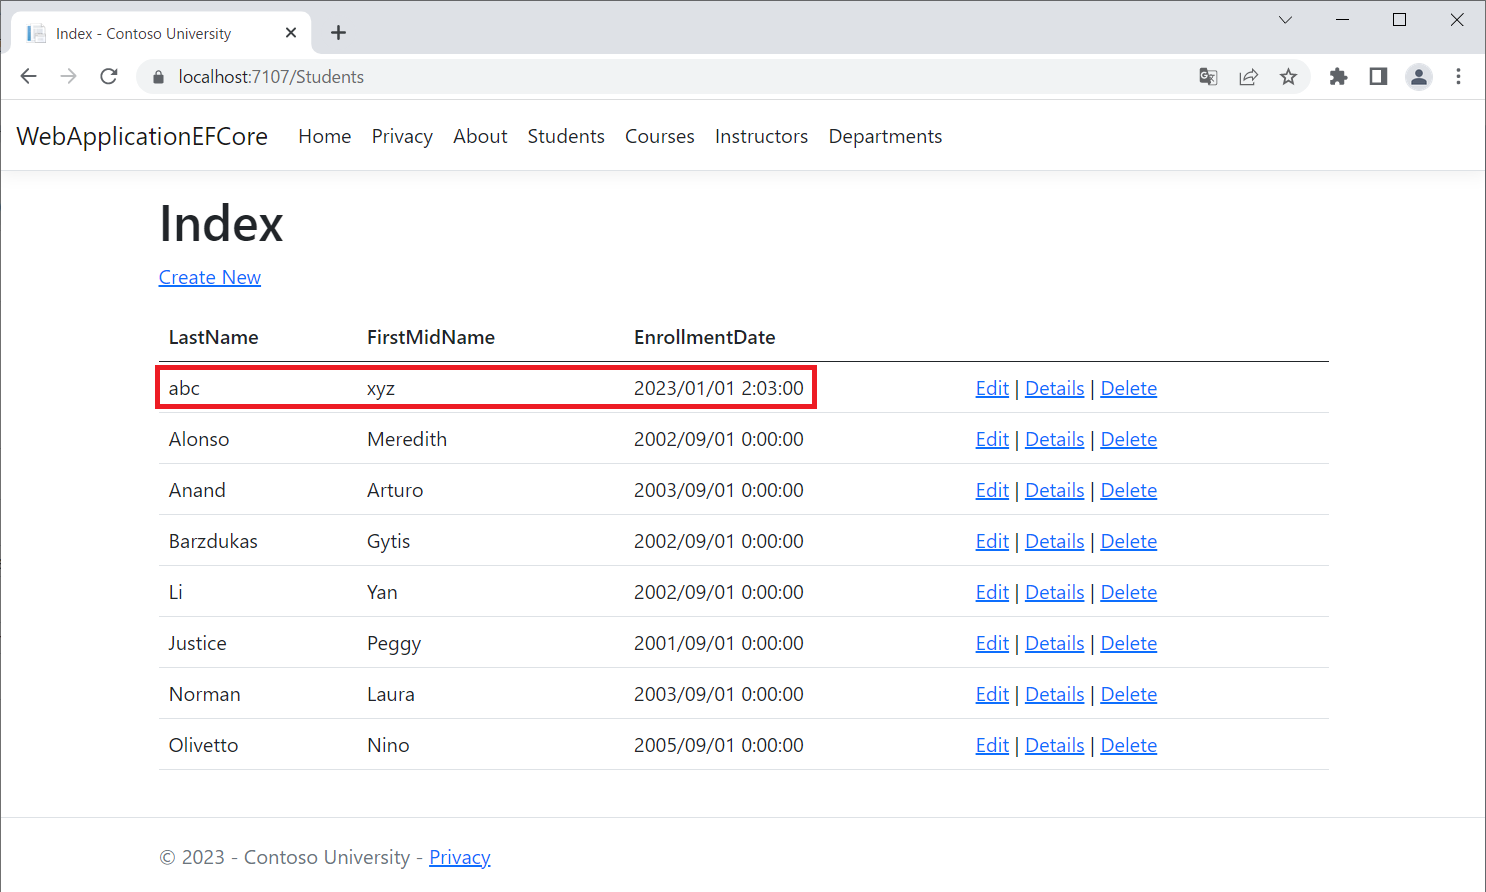 Index - Contoso University
localhost:7107/Students
WebApplicationEFCore Home Privacy About Students Courses Instructors Departments
Index
Create New
LastName FirstMidName EnrollmentDate
abc xyz 2023/01/01 2:03:00 Edit | Details | Delete
Alonso Meredith 2002/09/01 0:00:00 Edit | Details | Delete
Anand Arturo 2003/09/01 0:00:00 Edit | Details | Delete
Barzdukas Gytis 2002/09/01 0:00:00 Edit | Details | Delete
Li Yan 2002/09/01 0:00:00 Edit | Details | Delete
Justice Peggy 2001/09/01 0:00:00 Edit | Details | Delete
Norman Laura 2003/09/01 0:00:00 Edit | Details | Delete
Olivetto Nino 2005/09/01 0:00:00 Edit | Details | Delete
© 2023 - Contoso University - Privacy